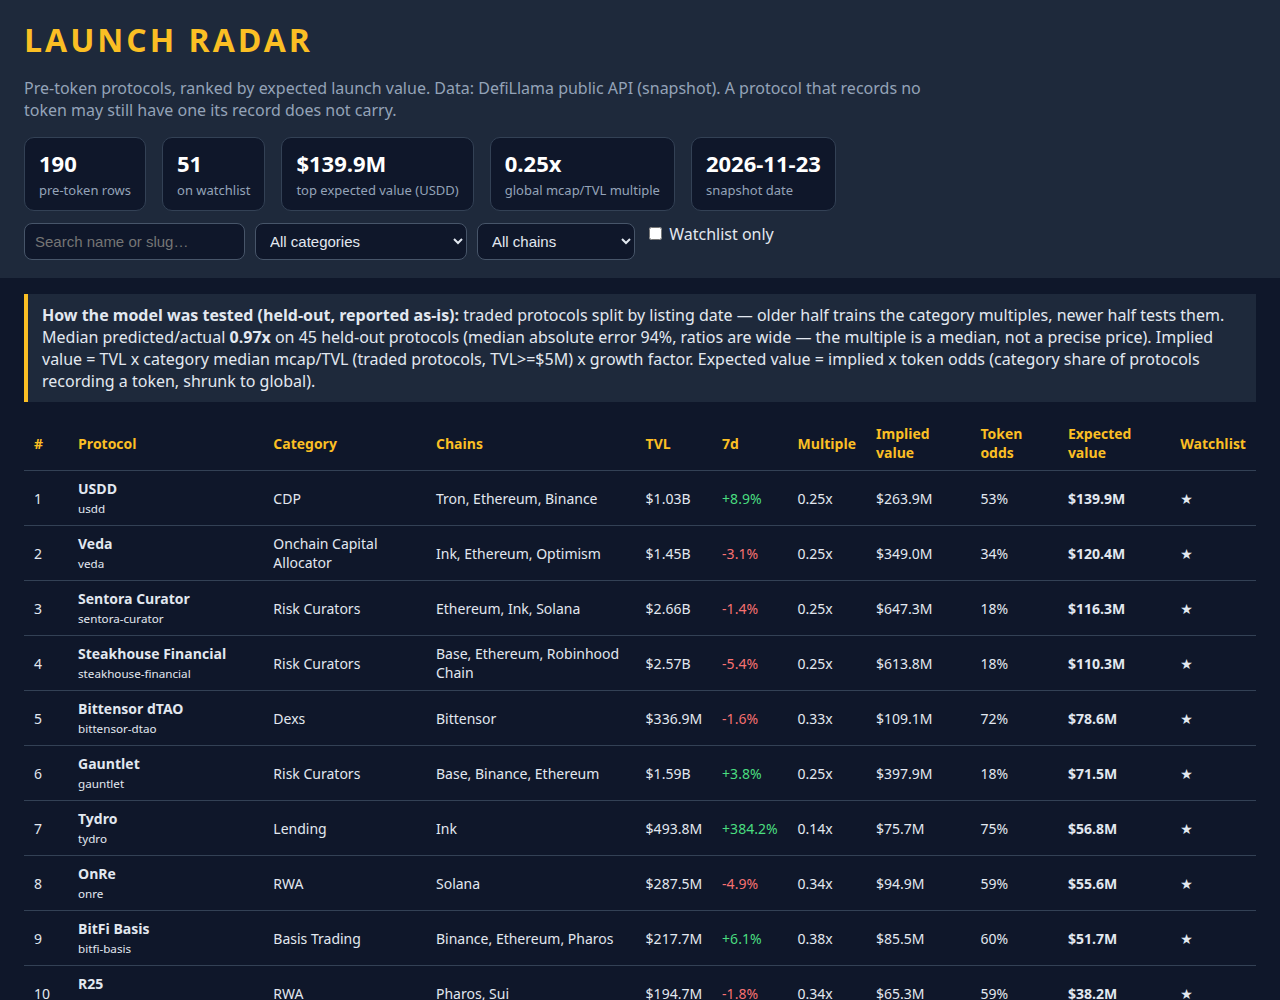 LAUNCH RADAR
Pre-token protocols, ranked by expected launch value. Data: DefiLlama public API (snapshot). A protocol that records no
token may still have one its record does not carry.
190 51 $139.9M 0.25x 2026-11-23
pre-token rows on watchlist top expected value (USDD) global mcap/TVL multiple snapshot date
Search name or slug… All categories All chains Watchlist only
How the model was tested (held-out, reported as-is): traded protocols split by listing date — older half trains the category multiples, newer half tests them.
Median predicted/actual 0.97x on 45 held-out protocols (median absolute error 94%, ratios are wide — the multiple is a median, not a precise price). Implied
value = TVL x category median mcap/TVL (traded protocols, TVL>=$5M) x growth factor. Expected value = implied x token odds (category share of protocols
recording a token, shrunk to global).
# Protocol Category Chains TVL 7d Multiple Implied value Token odds Expected value Watchlist
1 USDD CDP Tron, Ethereum, Binance $1.03B +8.9% 0.25x $263.9M 53% $139.9M ★
usdd
2 Veda Onchain Capital Allocator Ink, Ethereum, Optimism $1.45B -3.1% 0.25x $349.0M 34% $120.4M ★
veda
3 Sentora Curator Risk Curators Ethereum, Ink, Solana $2.66B -1.4% 0.25x $647.3M 18% $116.3M ★
sentora-curator
4 Steakhouse Financial Risk Curators Base, Ethereum, Robinhood Chain $2.57B -5.4% 0.25x $613.8M 18% $110.3M ★
steakhouse-financial
5 Bittensor dTAO Dexs Bittensor $336.9M -1.6% 0.33x $109.1M 72% $78.6M ★
bittensor-dtao
6 Gauntlet Risk Curators Base, Binance, Ethereum $1.59B +3.8% 0.25x $397.9M 18% $71.5M ★
gauntlet
7 Tydro Lending Ink $493.8M +384.2% 0.14x $75.7M 75% $56.8M ★
tydro
8 OnRe RWA Solana $287.5M -4.9% 0.34x $94.9M 59% $55.6M ★
onre
9 BitFi Basis Basis Trading Binance, Ethereum, Pharos $217.7M +6.1% 0.38x $85.5M 60% $51.7M ★
bitfi-basis
10 R25 RWA Pharos, Sui $194.7M -1.8% 0.34x $65.3M 59% $38.2M ★